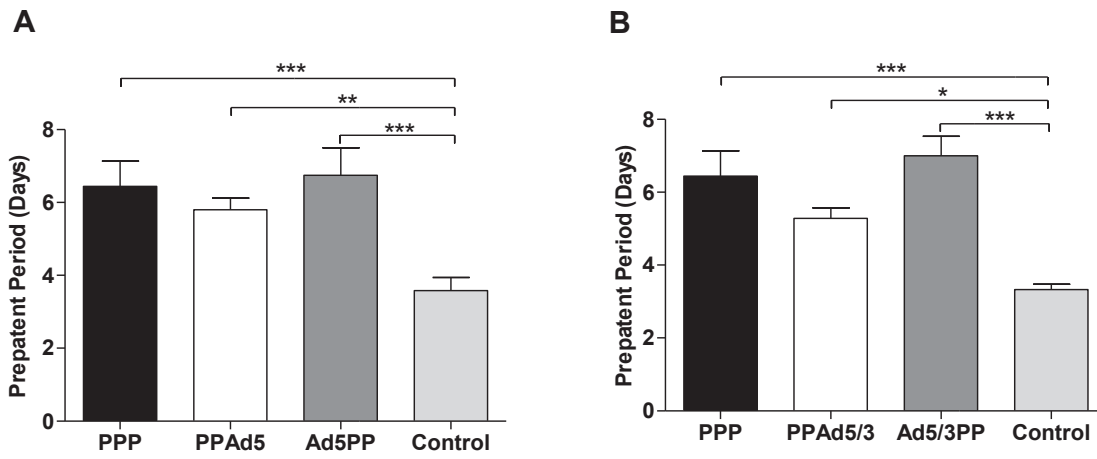 A
***
**
***
8
6
4
2
0
Prepatent Period (Days)
PPP PPAd5 Ad5PP Control
B
***
*
***
8
6
4
2
0
Prepatent Period (Days)
PPP PPAd5/3 Ad5/3PP Control